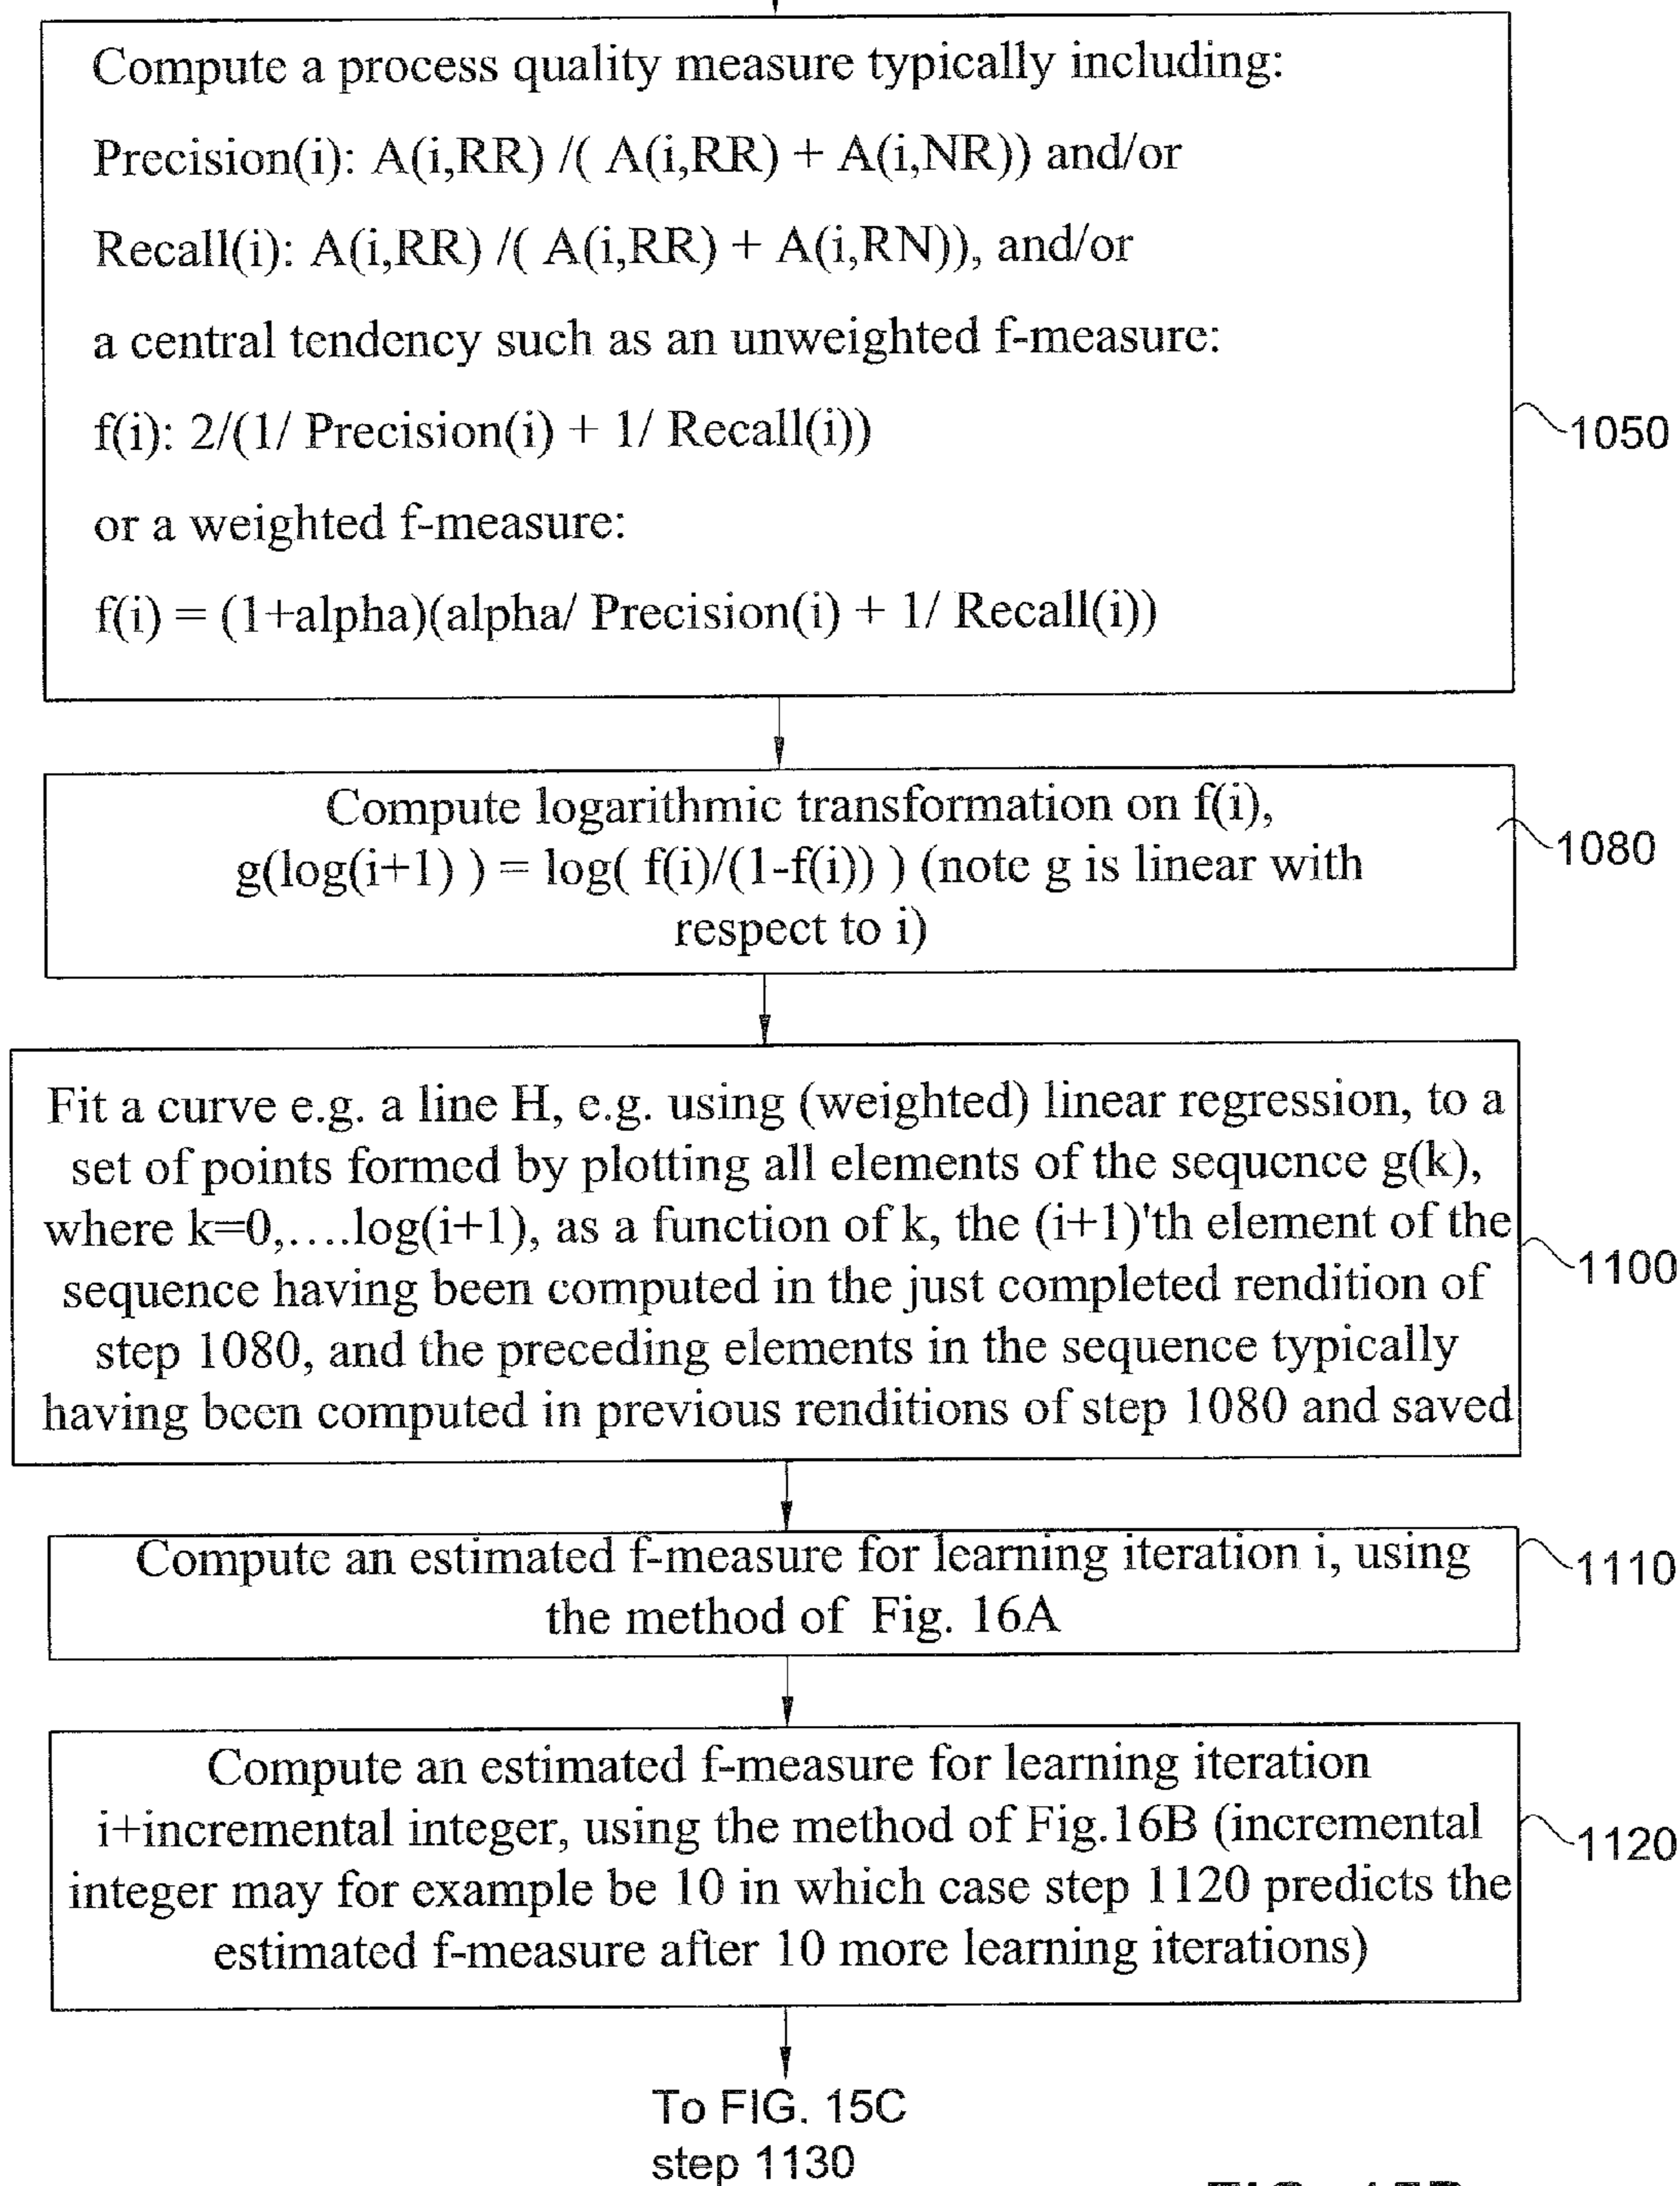 Compute a process quality measure typically including:
Precision(i): A(i,RR) /( A(i,RR) + A(i,NR)) and/or
Recall(i): A(i,RR) /( A(i,RR) + A(i,RN)), and/or
a central tendency such as an unweighted f-measure:
f(i): 2/(1/ Precision(i) + 1/ Recall(i))
or a weighted f-measure:
f(i) = (1+alpha)(alpha/ Precision(i) + 1/ Recall(i))
1050
Compute logarithmic transformation on f(i),
g(log(i+1) ) = log( f(i)/(1-f(i)) ) (note g is linear with
respect to i)
1080
Fit a curve e.g. a line H, e.g. using (weighted) linear regression, to a
set of points formed by plotting all elements of the sequence g(k),
where k=0,....log(i+1), as a function of k, the (i+1)'th element of the
sequence having been computed in the just completed rendition of
step 1080, and the preceding elements in the sequence typically
having been computed in previous renditions of step 1080 and saved
1100
Compute an estimated f-measure for learning iteration i, using
the method of Fig. 16A
1110
Compute an estimated f-measure for learning iteration
i+incremental integer, using the method of Fig.16B (incremental
integer may for example be 10 in which case step 1120 predicts the
estimated f-measure after 10 more learning iterations)
1120
To FIG. 15C
step 1130